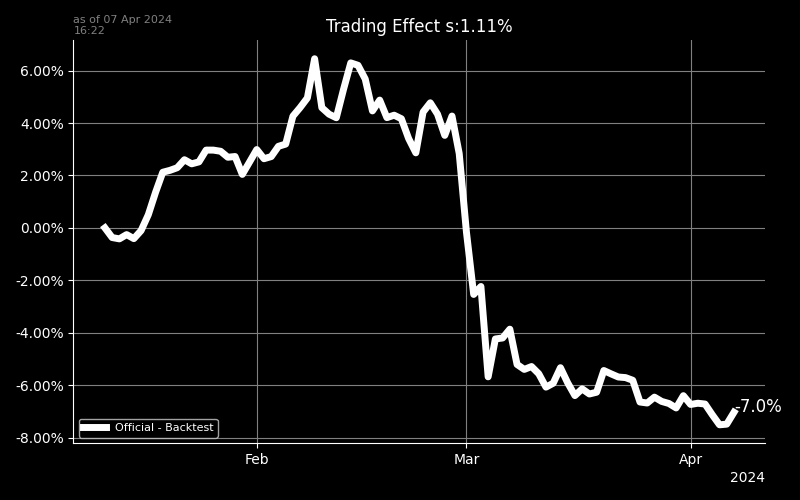 as of 07 Apr 2024
16:22
Trading Effect s:1.11%
6.00%
4.00%
2.00%
0.00%
-2.00%
-4.00%
-6.00%
-8.00%
-7.0%
Official - Backtest
Feb
Mar
Apr
2024